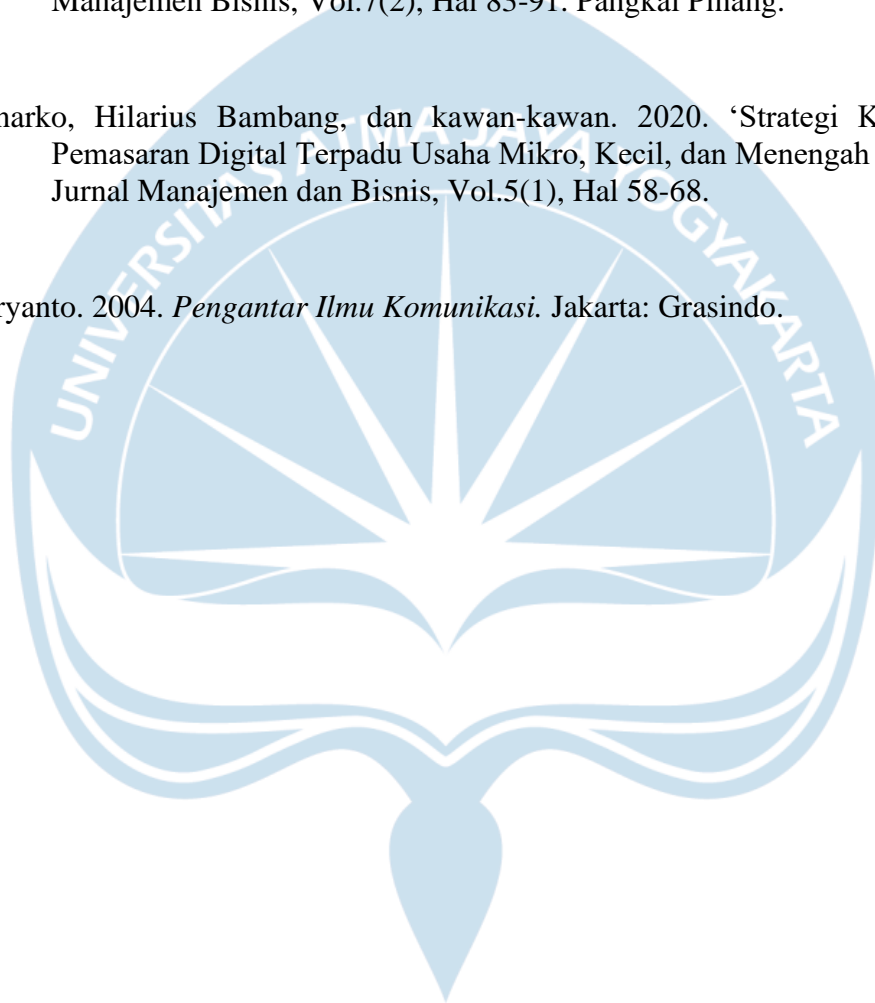 Manajemen Bisnis, Vol.7(2), Hal 83-91. Pangkal Pinang.
narko, Hilarius Bambang, dan kawan-kawan. 2020. ‘Strategi K
Pemasaran Digital Terpadu Usaha Mikro, Kecil, dan Menengah
Jurnal Manajemen dan Bisnis, Vol.5(1), Hal 58-68.
ryanto. 2004. Pengantar Ilmu Komunikasi. Jakarta: Grasindo.
UNIVERSITAS ATMA JAYA YOGYAKARTA